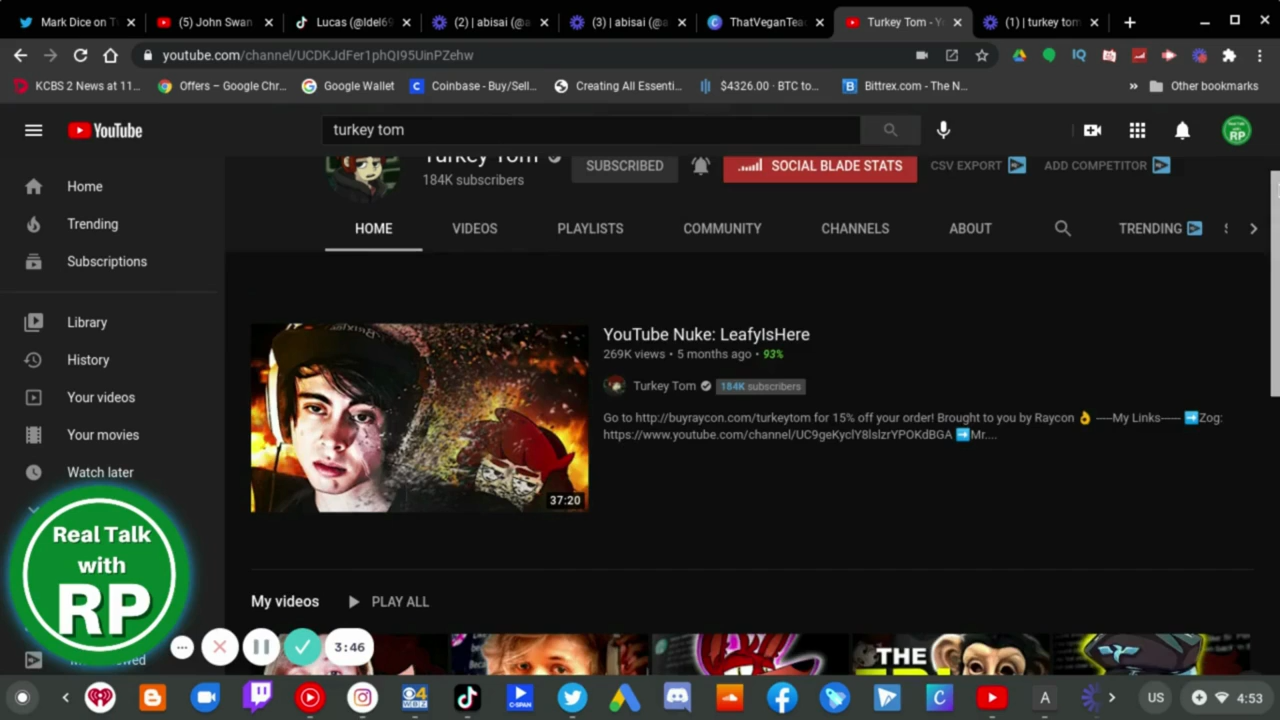 Mark Dice on T
(5) John Swan
Lucas (@ldel69
(2) | abisai (@a
(3) | abisai (@a
ThatVeganTea
Turkey Tom - Y
(1) | turkey tom
youtube.com/channel/UCDKJdFer1phQI95UinPZehw
KCBS 2 News at 11...
Offers – Google Chr...
Google Wallet
Coinbase - Buy/Sell...
Creating All Essenti...
$4326.00 · BTC to...
Bittrex.com - The N...
Other bookmarks
YouTube
turkey tom
RP
Turkey Tom
184K subscribers
SUBSCRIBED
SOCIAL BLADE STATS
CSV EXPORT
ADD COMPETITOR
HOME
VIDEOS
PLAYLISTS
COMMUNITY
CHANNELS
ABOUT
TRENDING
Home
Trending
Subscriptions
Library
History
Your videos
Your movies
Watch later
YouTube Nuke: LeafyIsHere
269K views • 5 months ago • 93%
Turkey Tom
184K subscribers
Go to http://buyraycon.com/turkeytom for 15% off your order! Brought to you by Raycon 👌 -----My Links----- ➡️Zog:
https://www.youtube.com/channel/UC9geKyclY8lslzrYPOKdBGA ➡️Mr....
37:20
My videos
PLAY ALL
Real Talk
with
RP
3:46
THE
iHeart
WBZ
C-SPAN
US
4:53